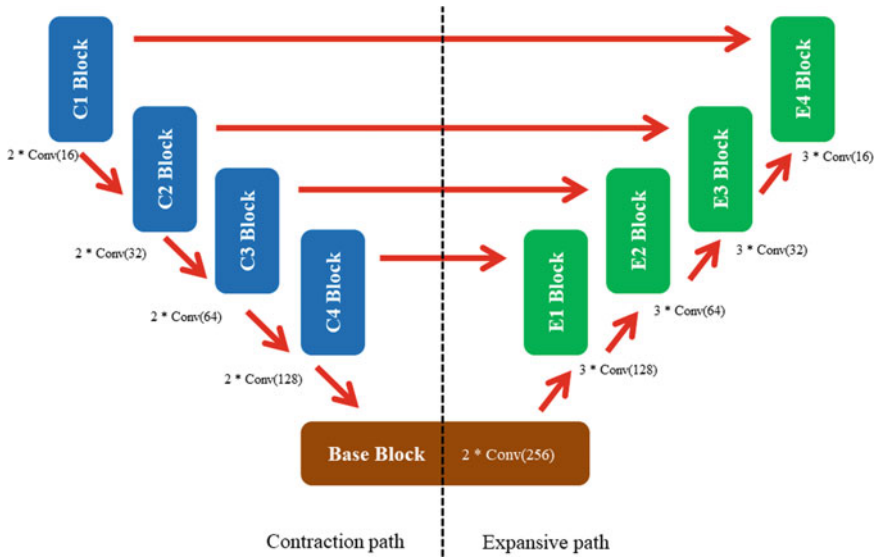 C1 Block
2 * Conv(16)
C2 Block
2 * Conv(32)
C3 Block
2 * Conv(64)
C4 Block
2 * Conv(128)
Base Block
2 * Conv(256)
E1 Block
3 * Conv(128)
E2 Block
3 * Conv(64)
E3 Block
3 * Conv(32)
E4 Block
3 * Conv(16)
Contraction path
Expansive path